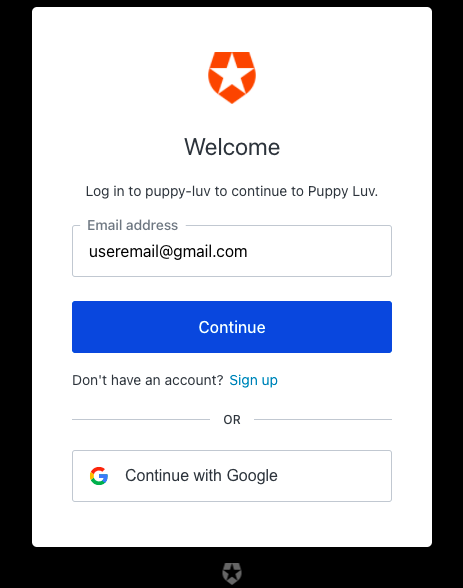 Welcome
Log in to puppy-luv to continue to Puppy Luv.
Email address
useremail@gmail.com
Continue
Don't have an account? Sign up
OR
Continue with Google